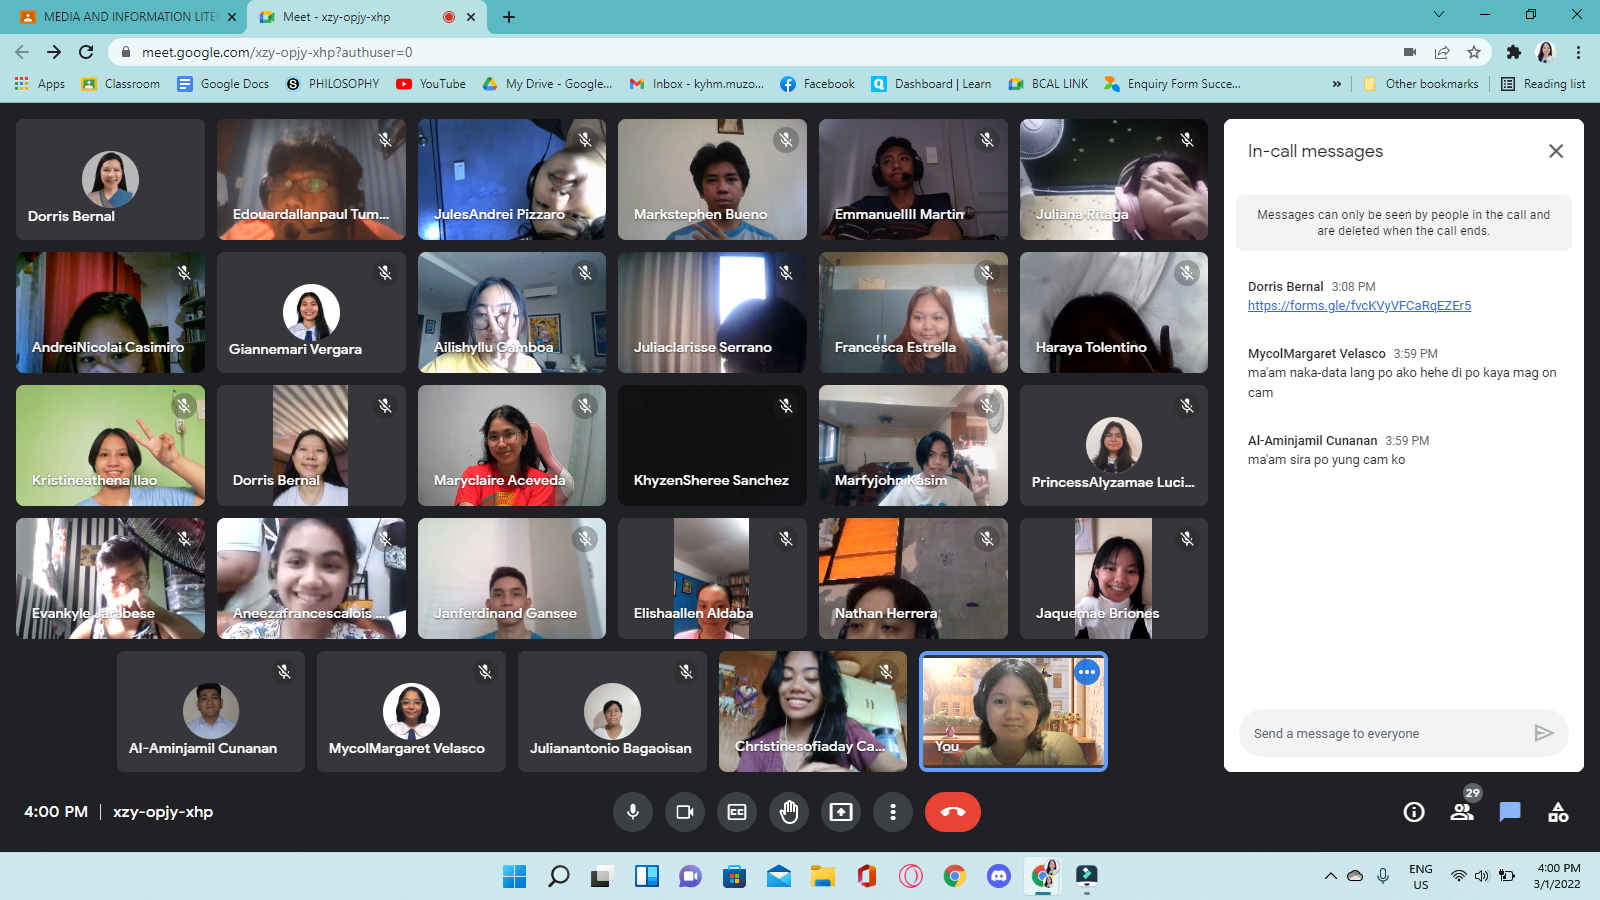 MEDIA AND INFORMATION LITE
Meet - xzy-opjy-xhp
meet.google.com/xzy-opjy-xhp?authuser=0
Apps
Classroom
Google Docs
PHILOSOPHY
YouTube
My Drive - Google...
Inbox - kyhm.muzo...
Facebook
Dashboard | Learn
BCAL LINK
Enquiry Form Succe...
»
Other bookmarks
Reading list
Dorris Bernal
Edouardallanpaul Tum...
JulesAndrei Pizzaro
Markstephen Bueno
EmmanuelIII Martin
Juliana Ritaga
AndreiNicolai Casimiro
Giannemari Vergara
Ailishyllu Gamboa
Juliaclarisse Serrano
Francesca Estrella
Haraya Tolentino
Kristineathena Ilao
Dorris Bernal
Maryclaire Aceveda
KhyzenSheree Sanchez
Marfyjohn Kasim
PrincessAlyzamae Luci...
Evankyle Jarabese
Aneezafrancescalois ...
Janferdinand Gansee
Elishaallen Aldaba
Nathan Herrera
Jaquemae Briones
Al-Aminjamil Cunanan
MycolMargaret Velasco
Julianantonio Bagaoisan
Christinesofiaday Ca...
You
In-call messages
Messages can only be seen by people in the call and
are deleted when the call ends.
Dorris Bernal 3:08 PM
https://forms.gle/fvcKVyVFCaRqEZEr5
MycolMargaret Velasco 3:59 PM
ma'am naka-data lang po ako hehe di po kaya mag on
cam
Al-Aminjamil Cunanan 3:59 PM
ma'am sira po yung cam ko
Send a message to everyone
4:00 PM | xzy-opjy-xhp
CC
29
ENG
US
4:00 PM
3/1/2022